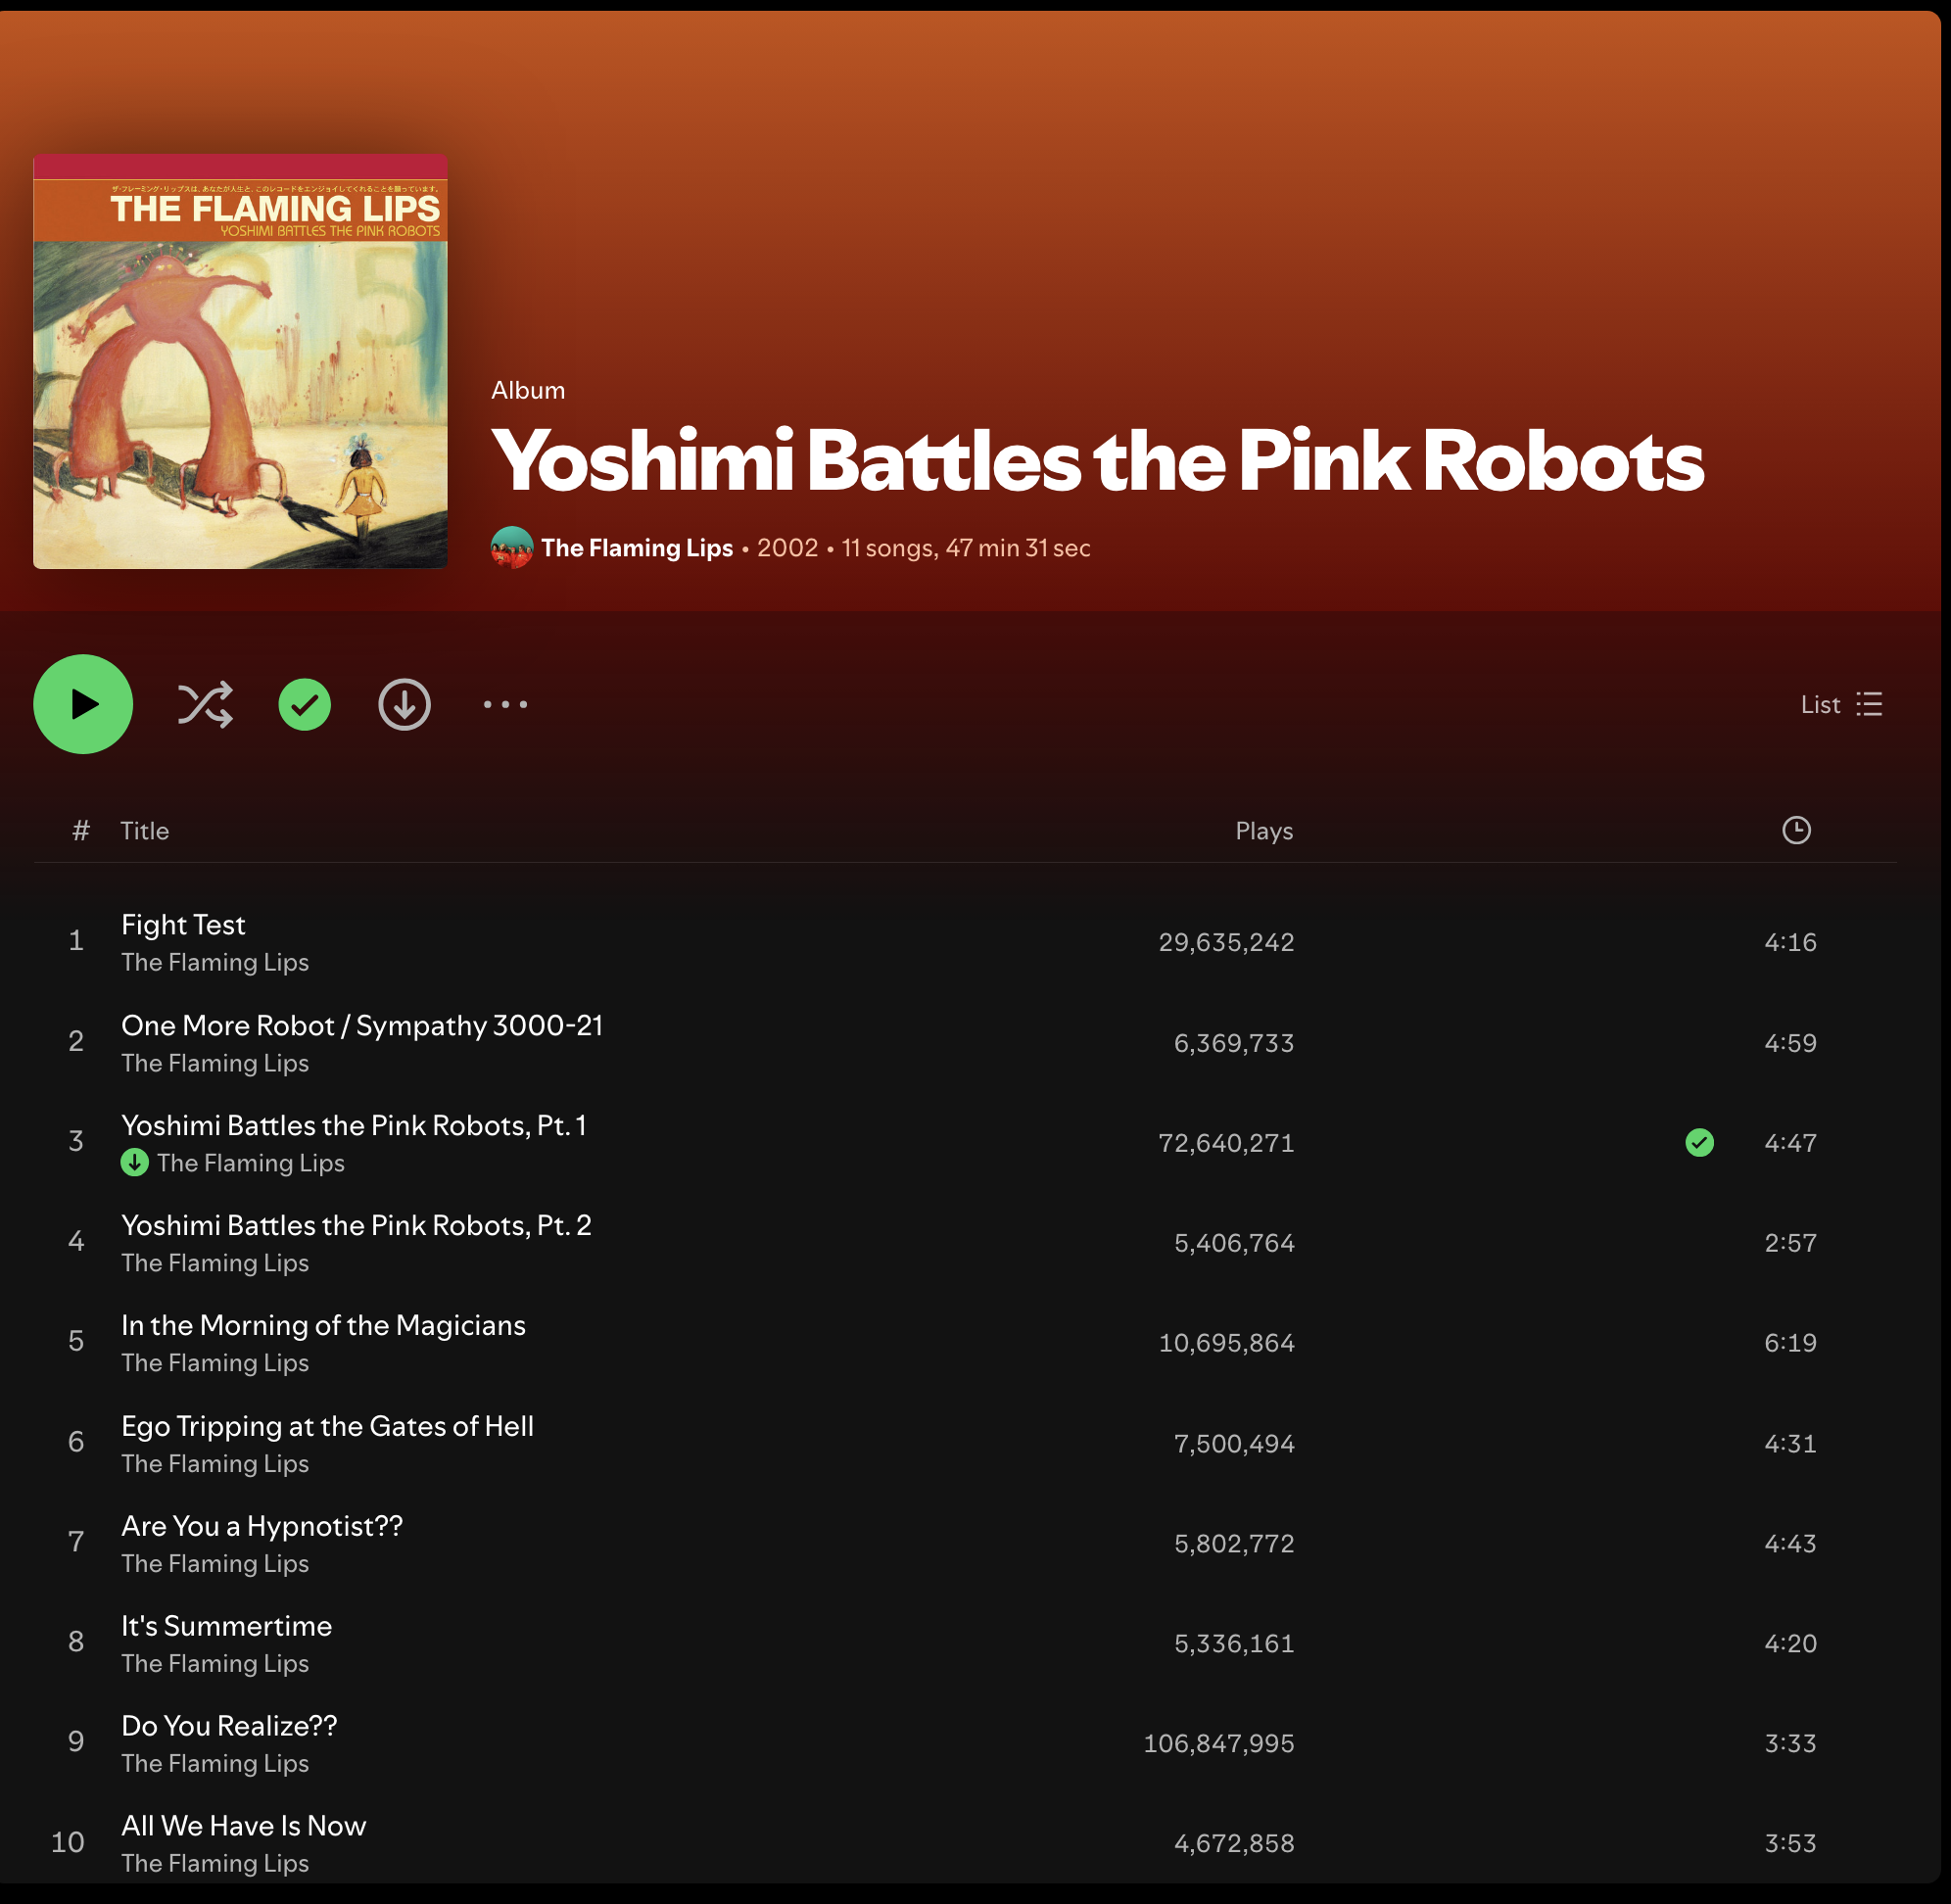 ザ・フレーミング・リップスは、あなたが人生と、このレコードをエンジョイしてくれることを願っています。
THE FLAMING LIPS
YOSHIMI BATTLES THE PINK ROBOTS
Album
Yoshimi Battles the Pink Robots
The Flaming Lips • 2002 • 11 songs, 47 min 31 sec
List
# Title Plays
1 Fight Test 29,635,242 4:16
The Flaming Lips
2 One More Robot / Sympathy 3000-21 6,369,733 4:59
The Flaming Lips
3 Yoshimi Battles the Pink Robots, Pt. 1 72,640,271 4:47
The Flaming Lips
4 Yoshimi Battles the Pink Robots, Pt. 2 5,406,764 2:57
The Flaming Lips
5 In the Morning of the Magicians 10,695,864 6:19
The Flaming Lips
6 Ego Tripping at the Gates of Hell 7,500,494 4:31
The Flaming Lips
7 Are You a Hypnotist?? 5,802,772 4:43
The Flaming Lips
8 It's Summertime 5,336,161 4:20
The Flaming Lips
9 Do You Realize?? 106,847,995 3:33
The Flaming Lips
10 All We Have Is Now 4,672,858 3:53
The Flaming Lips